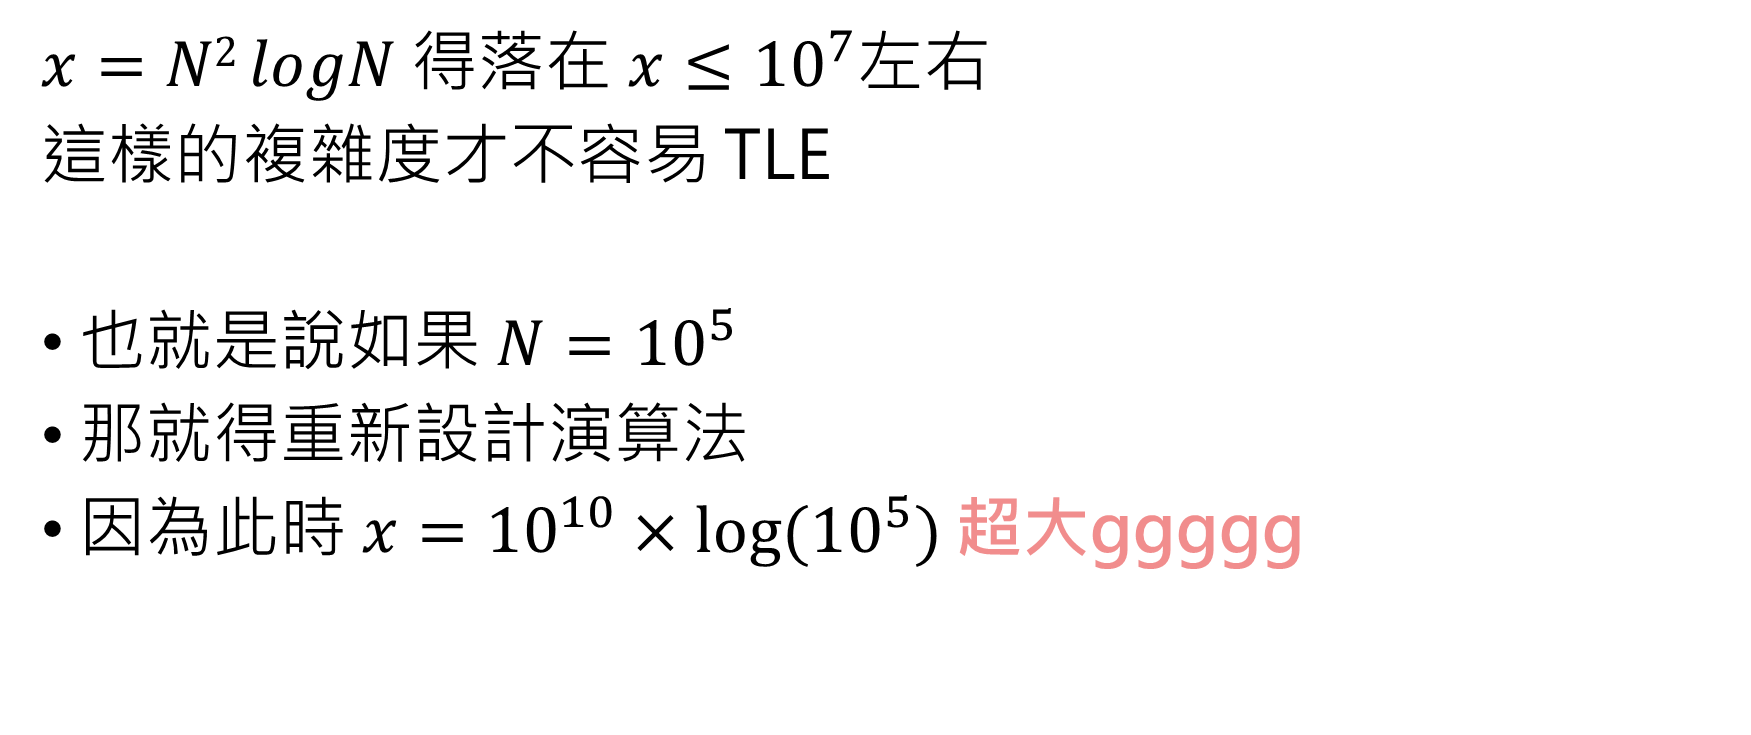 x = N² logN 得落在 x ≤ 10⁷左右
這樣的複雜度才不容易 TLE
• 也就是說如果 N = 10⁵
• 那就得重新設計演算法
• 因為此時 x = 10¹⁰ × log(10⁵) 超大ggggg